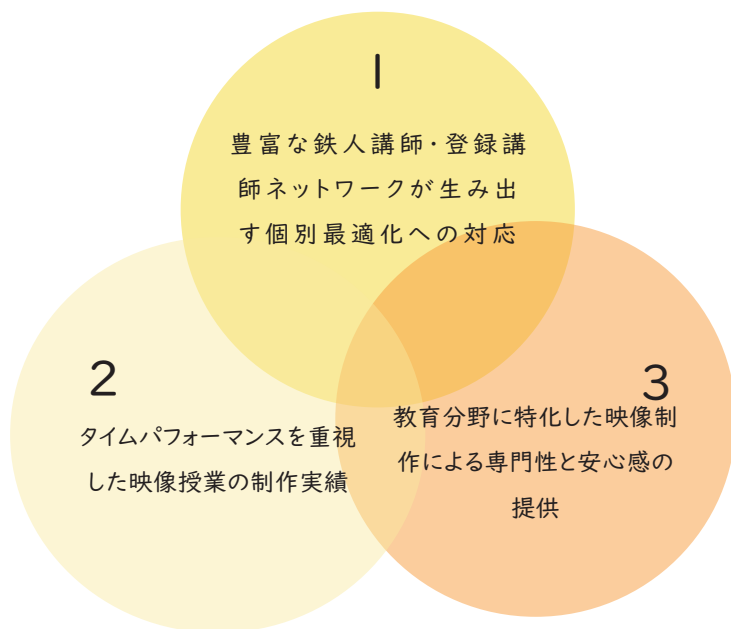 1
豊富な鉄人講師・登録講
師ネットワークが生み出
す個別最適化への対応
2
タイムパフォーマンスを重視
した映像授業の制作実績
3
教育分野に特化した映像制
作による専門性と安心感の
提供